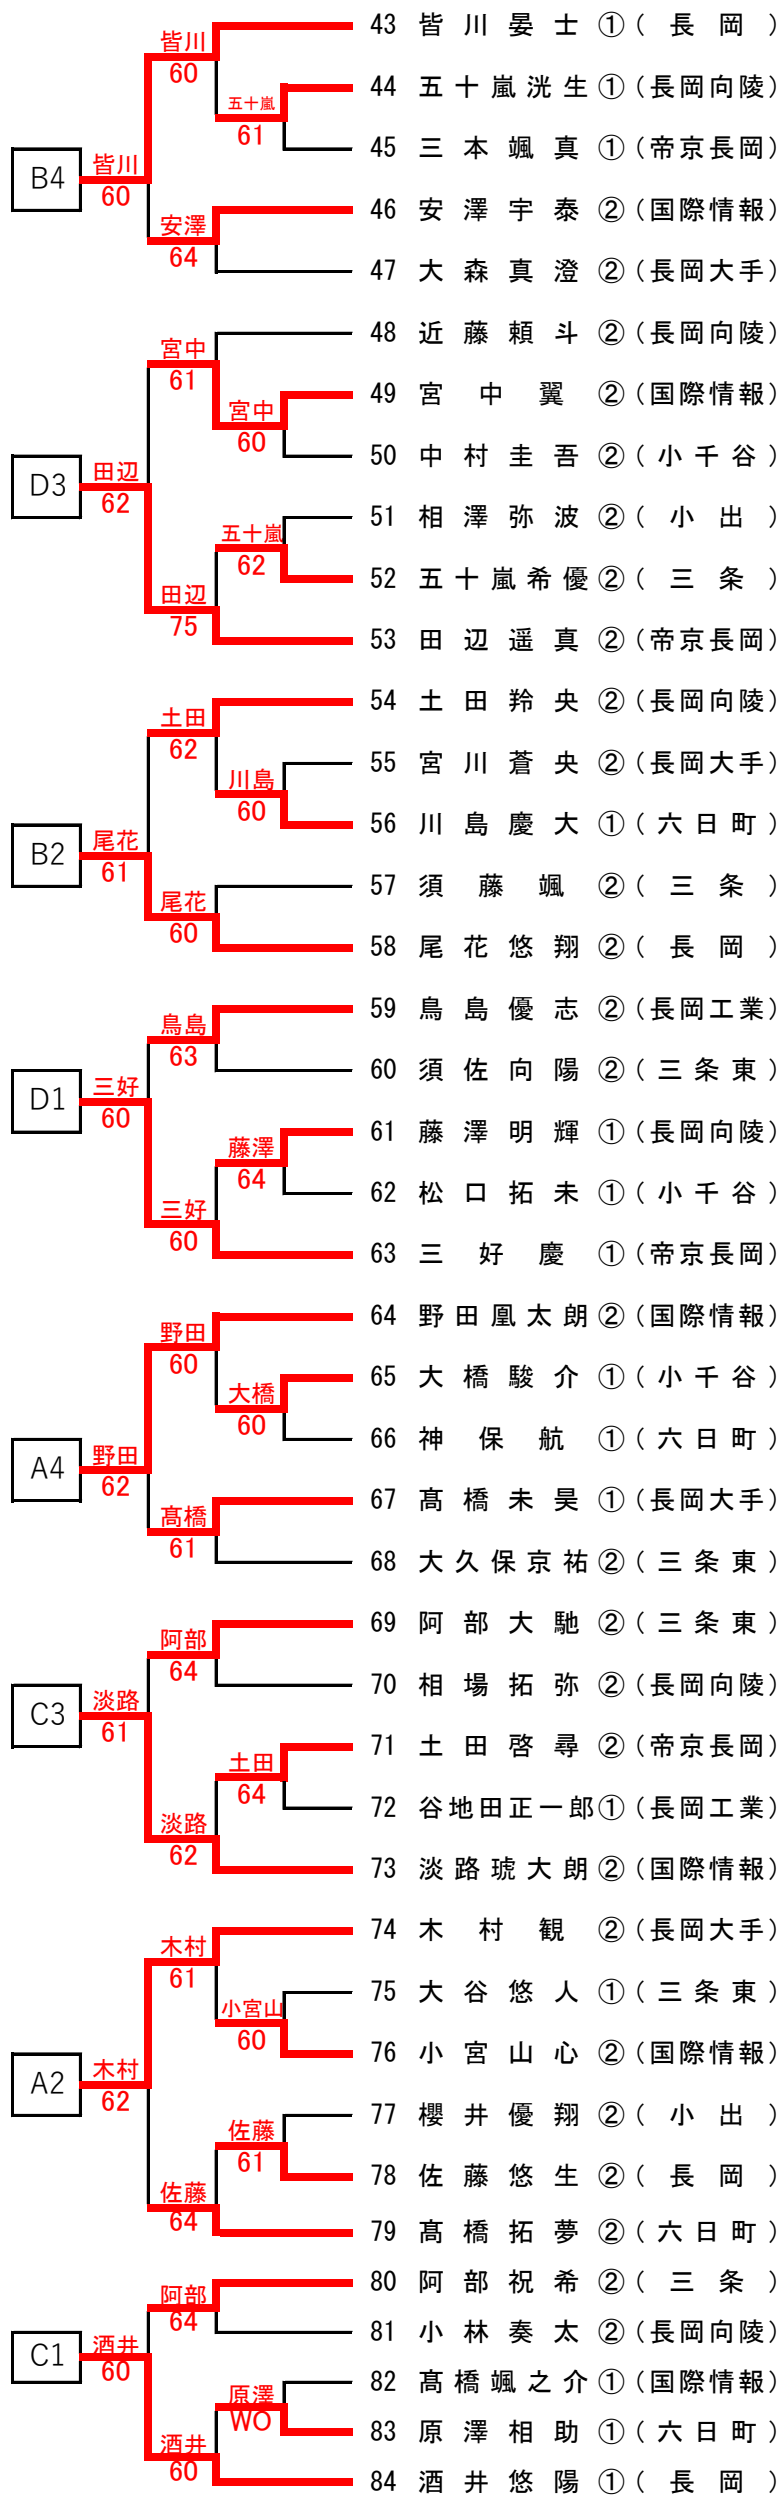 43 皆川晏士 ① (長岡)
皆川
60
44 五十嵐洸生 ① (長岡向陵)
五十嵐
61
45 三本颯真 ① (帝京長岡)
B4 皆川
60
46 安澤宇泰 ② (国際情報)
安澤
64
47 大森真澄 ② (長岡大手)
48 近藤頼斗 ② (長岡向陵)
宮中
61
49 宮中翼 ② (国際情報)
宮中
60
50 中村圭吾 ② (小千谷)
D3 田辺
62
51 相澤弥波 ② (小出)
五十嵐
62
52 五十嵐希優 ② (三条)
田辺
75
53 田辺遥真 ② (帝京長岡)
54 土田羚央 ② (長岡向陵)
土田
62
55 宮川蒼央 ② (長岡大手)
川島
60
56 川島慶大 ① (六日町)
B2 尾花
61
57 須藤颯 ② (三条)
尾花
60
58 尾花悠翔 ② (長岡)
59 鳥島優志 ② (長岡工業)
鳥島
63
60 須佐向陽 ② (三条東)
D1 三好
60
61 藤澤明輝 ① (長岡向陵)
藤澤
64
62 松口拓未 ① (小千谷)
三好
60
63 三好慶 ① (帝京長岡)
64 野田凰太朗 ② (国際情報)
野田
60
65 大橋駿介 ① (小千谷)
大橋
60
66 神保航 ① (六日町)
A4 野田
62
67 髙橋未昊 ① (長岡大手)
髙橋
61
68 大久保京祐 ② (三条東)
69 阿部大馳 ② (三条東)
阿部
64
70 相場拓弥 ② (長岡向陵)
C3 淡路
61
71 土田啓尋 ② (帝京長岡)
土田
64
72 谷地田正一郎 ① (長岡工業)
淡路
62
73 淡路琥大朗 ② (国際情報)
74 木村観 ② (長岡大手)
木村
61
75 大谷悠人 ① (三条東)
小宮山
60
76 小宮山心 ② (国際情報)
A2 木村
62
77 櫻井優翔 ② (小出)
佐藤
61
78 佐藤悠生 ② (長岡)
佐藤
64
79 髙橋拓夢 ② (六日町)
80 阿部祝希 ② (三条)
阿部
64
81 小林奏太 ② (長岡向陵)
C1 酒井
60
82 髙橋颯之介 ① (国際情報)
原澤
WO
83 原澤相助 ① (六日町)
酒井
60
84 酒井悠陽 ① (長岡)